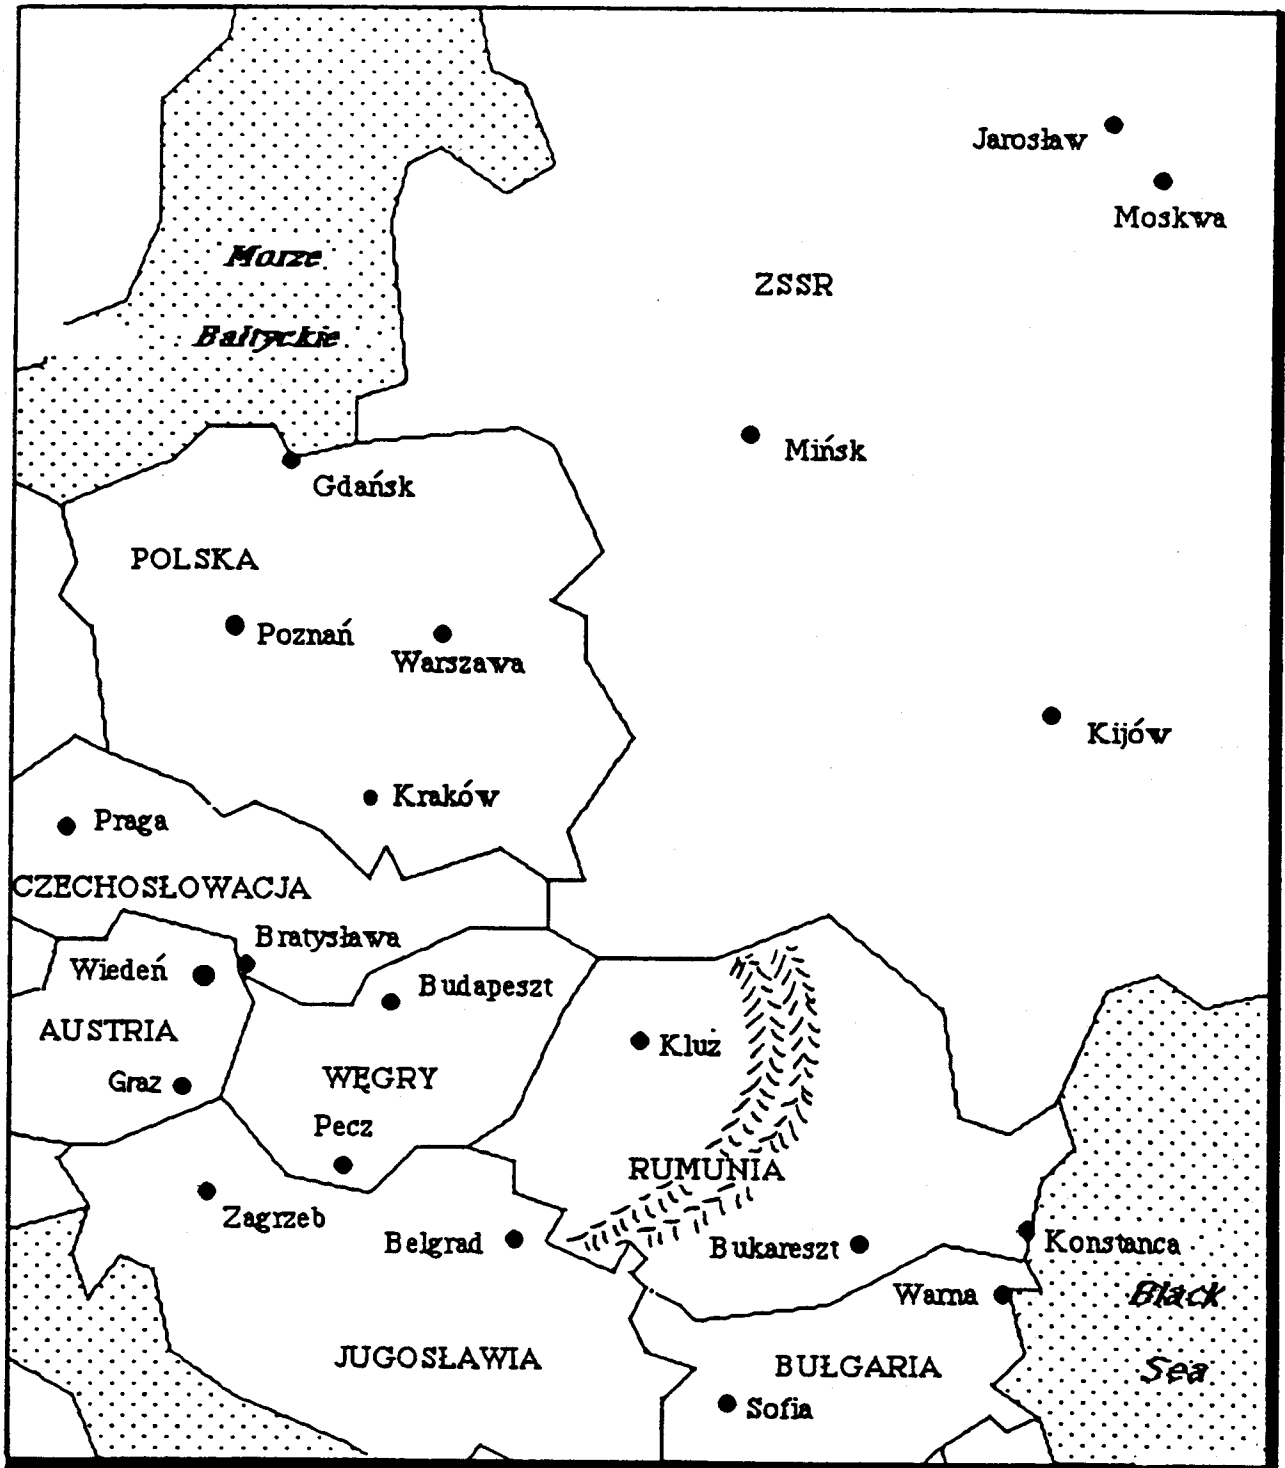 Jarosław
Moskwa
Morze
ZSSR
Bałtyckie
Mińsk
Gdańsk
POLSKA
Poznań
Warszawa
Kijów
Kraków
Praga
CZECHOSŁOWACJA
Bratysława
Wiedeń
Budapeszt
AUSTRIA
Kluż
Graz
WĘGRY
Pecz
RUMUNIA
Zagrzeb
Belgrad
Bukareszt
Konstanca
Warna
Black
JUGOSŁAWIA
BUŁGARIA
Sea
Sofia